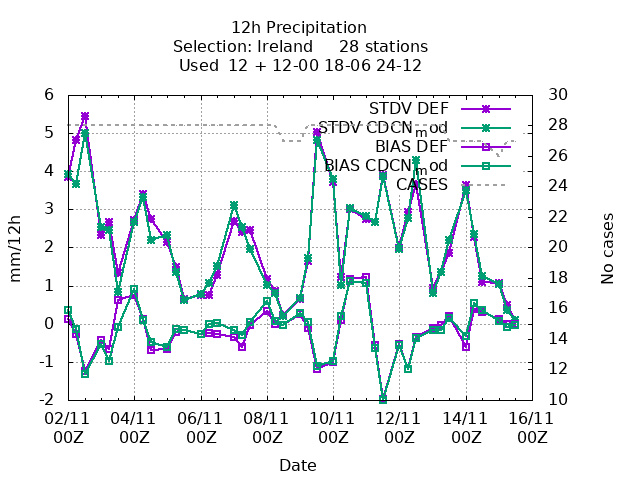 12h Precipitation
Selection: Ireland 28 stations
Used 12 + 12-00 18-06 24-12
STDV DEF
STDV CDCN_mod
BIAS DEF
BIAS CDCN_mod
CASES
6
5
4
3
2
1
0
-1
-2
mm/12h
30
28
26
24
22
20
18
16
14
12
10
No cases
02/11 04/11 06/11 08/11 10/11 12/11 14/11 16/11
00Z 00Z 00Z 00Z 00Z 00Z 00Z 00Z
Date